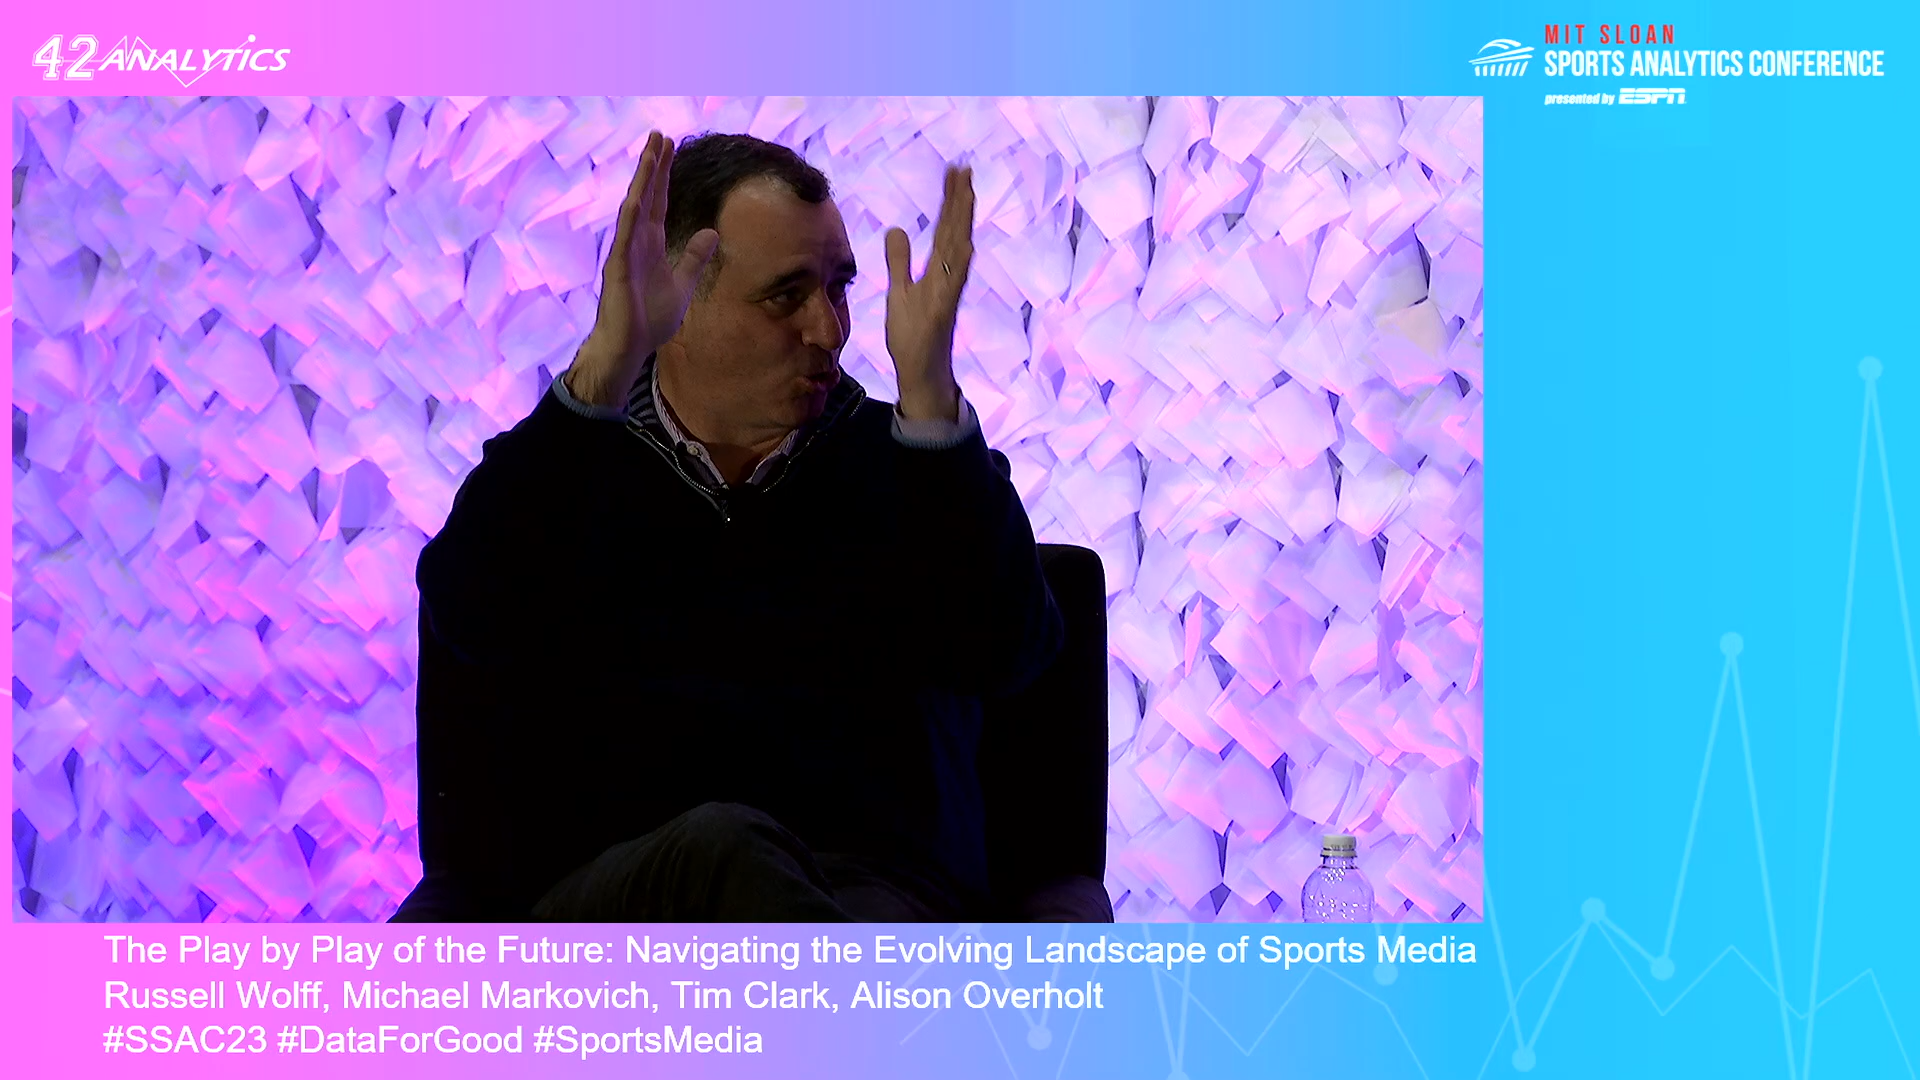 42 ANALYTICS
MIT SLOAN
SPORTS ANALYTICS CONFERENCE
presented by ESPN
The Play by Play of the Future: Navigating the Evolving Landscape of Sports Media
Russell Wolff, Michael Markovich, Tim Clark, Alison Overholt
#SSAC23 #DataForGood #SportsMedia